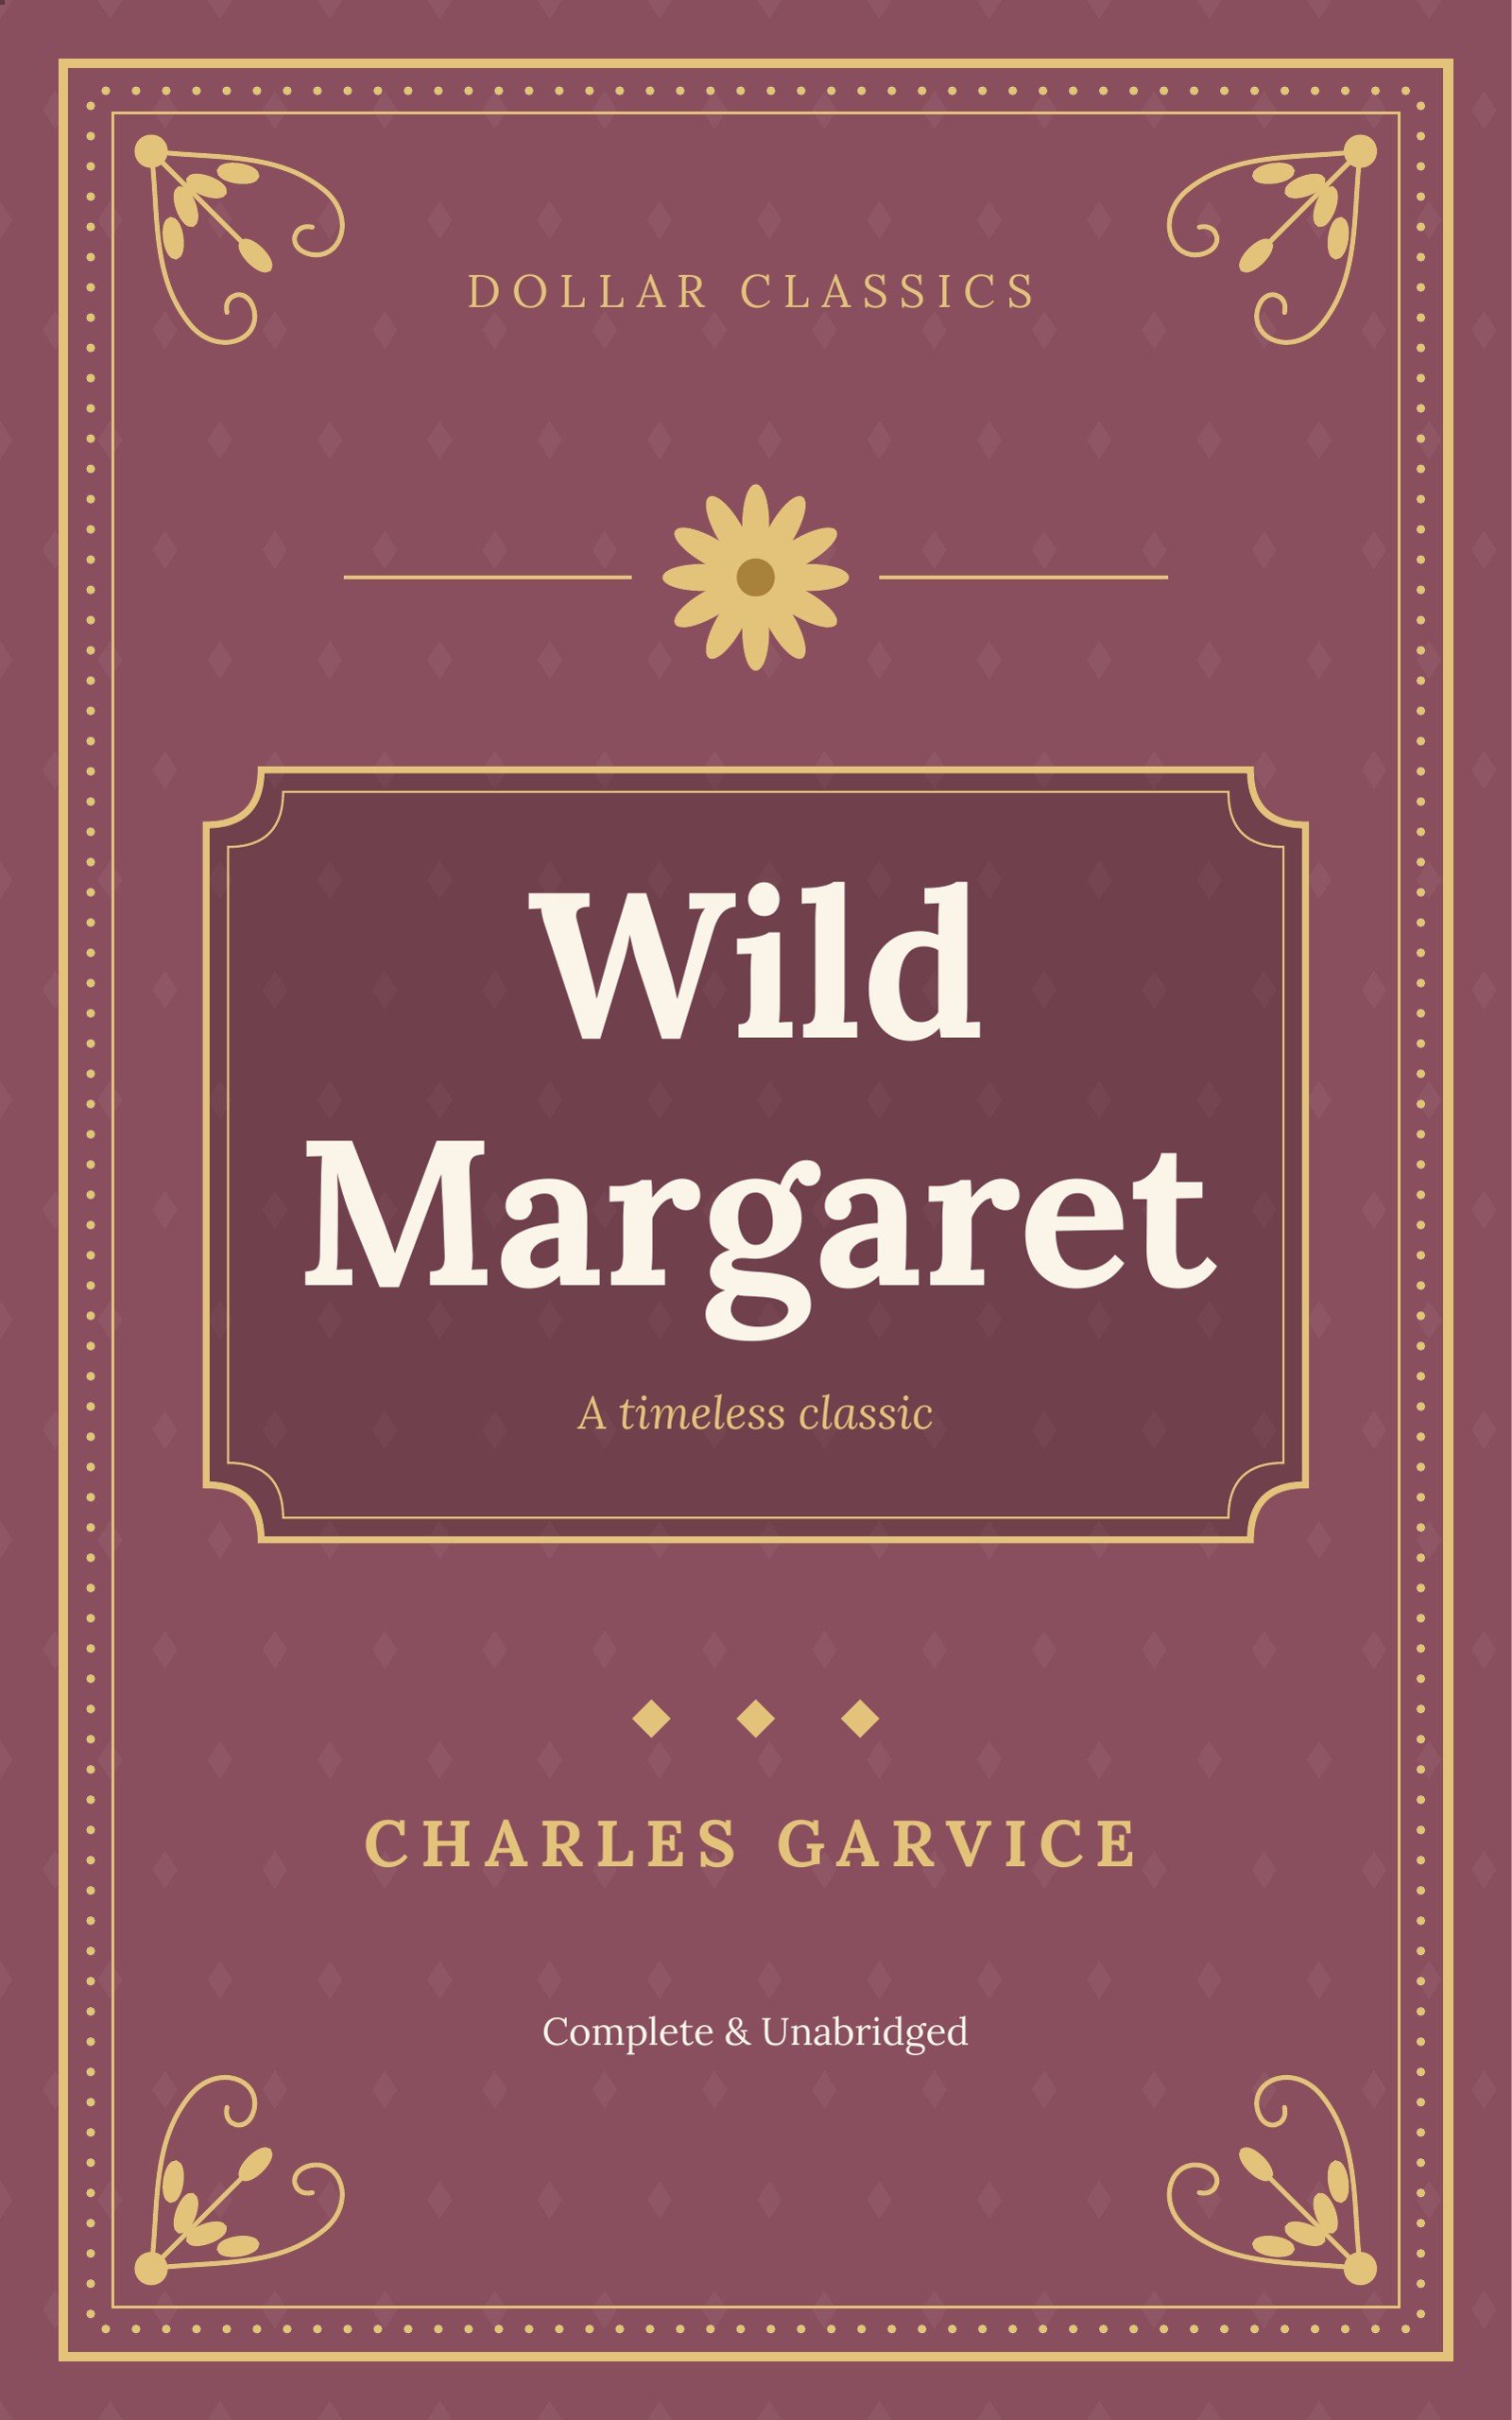 DOLLAR CLASSICS
Wild
Margaret
A timeless classic
CHARLES GARVICE
Complete & Unabridged